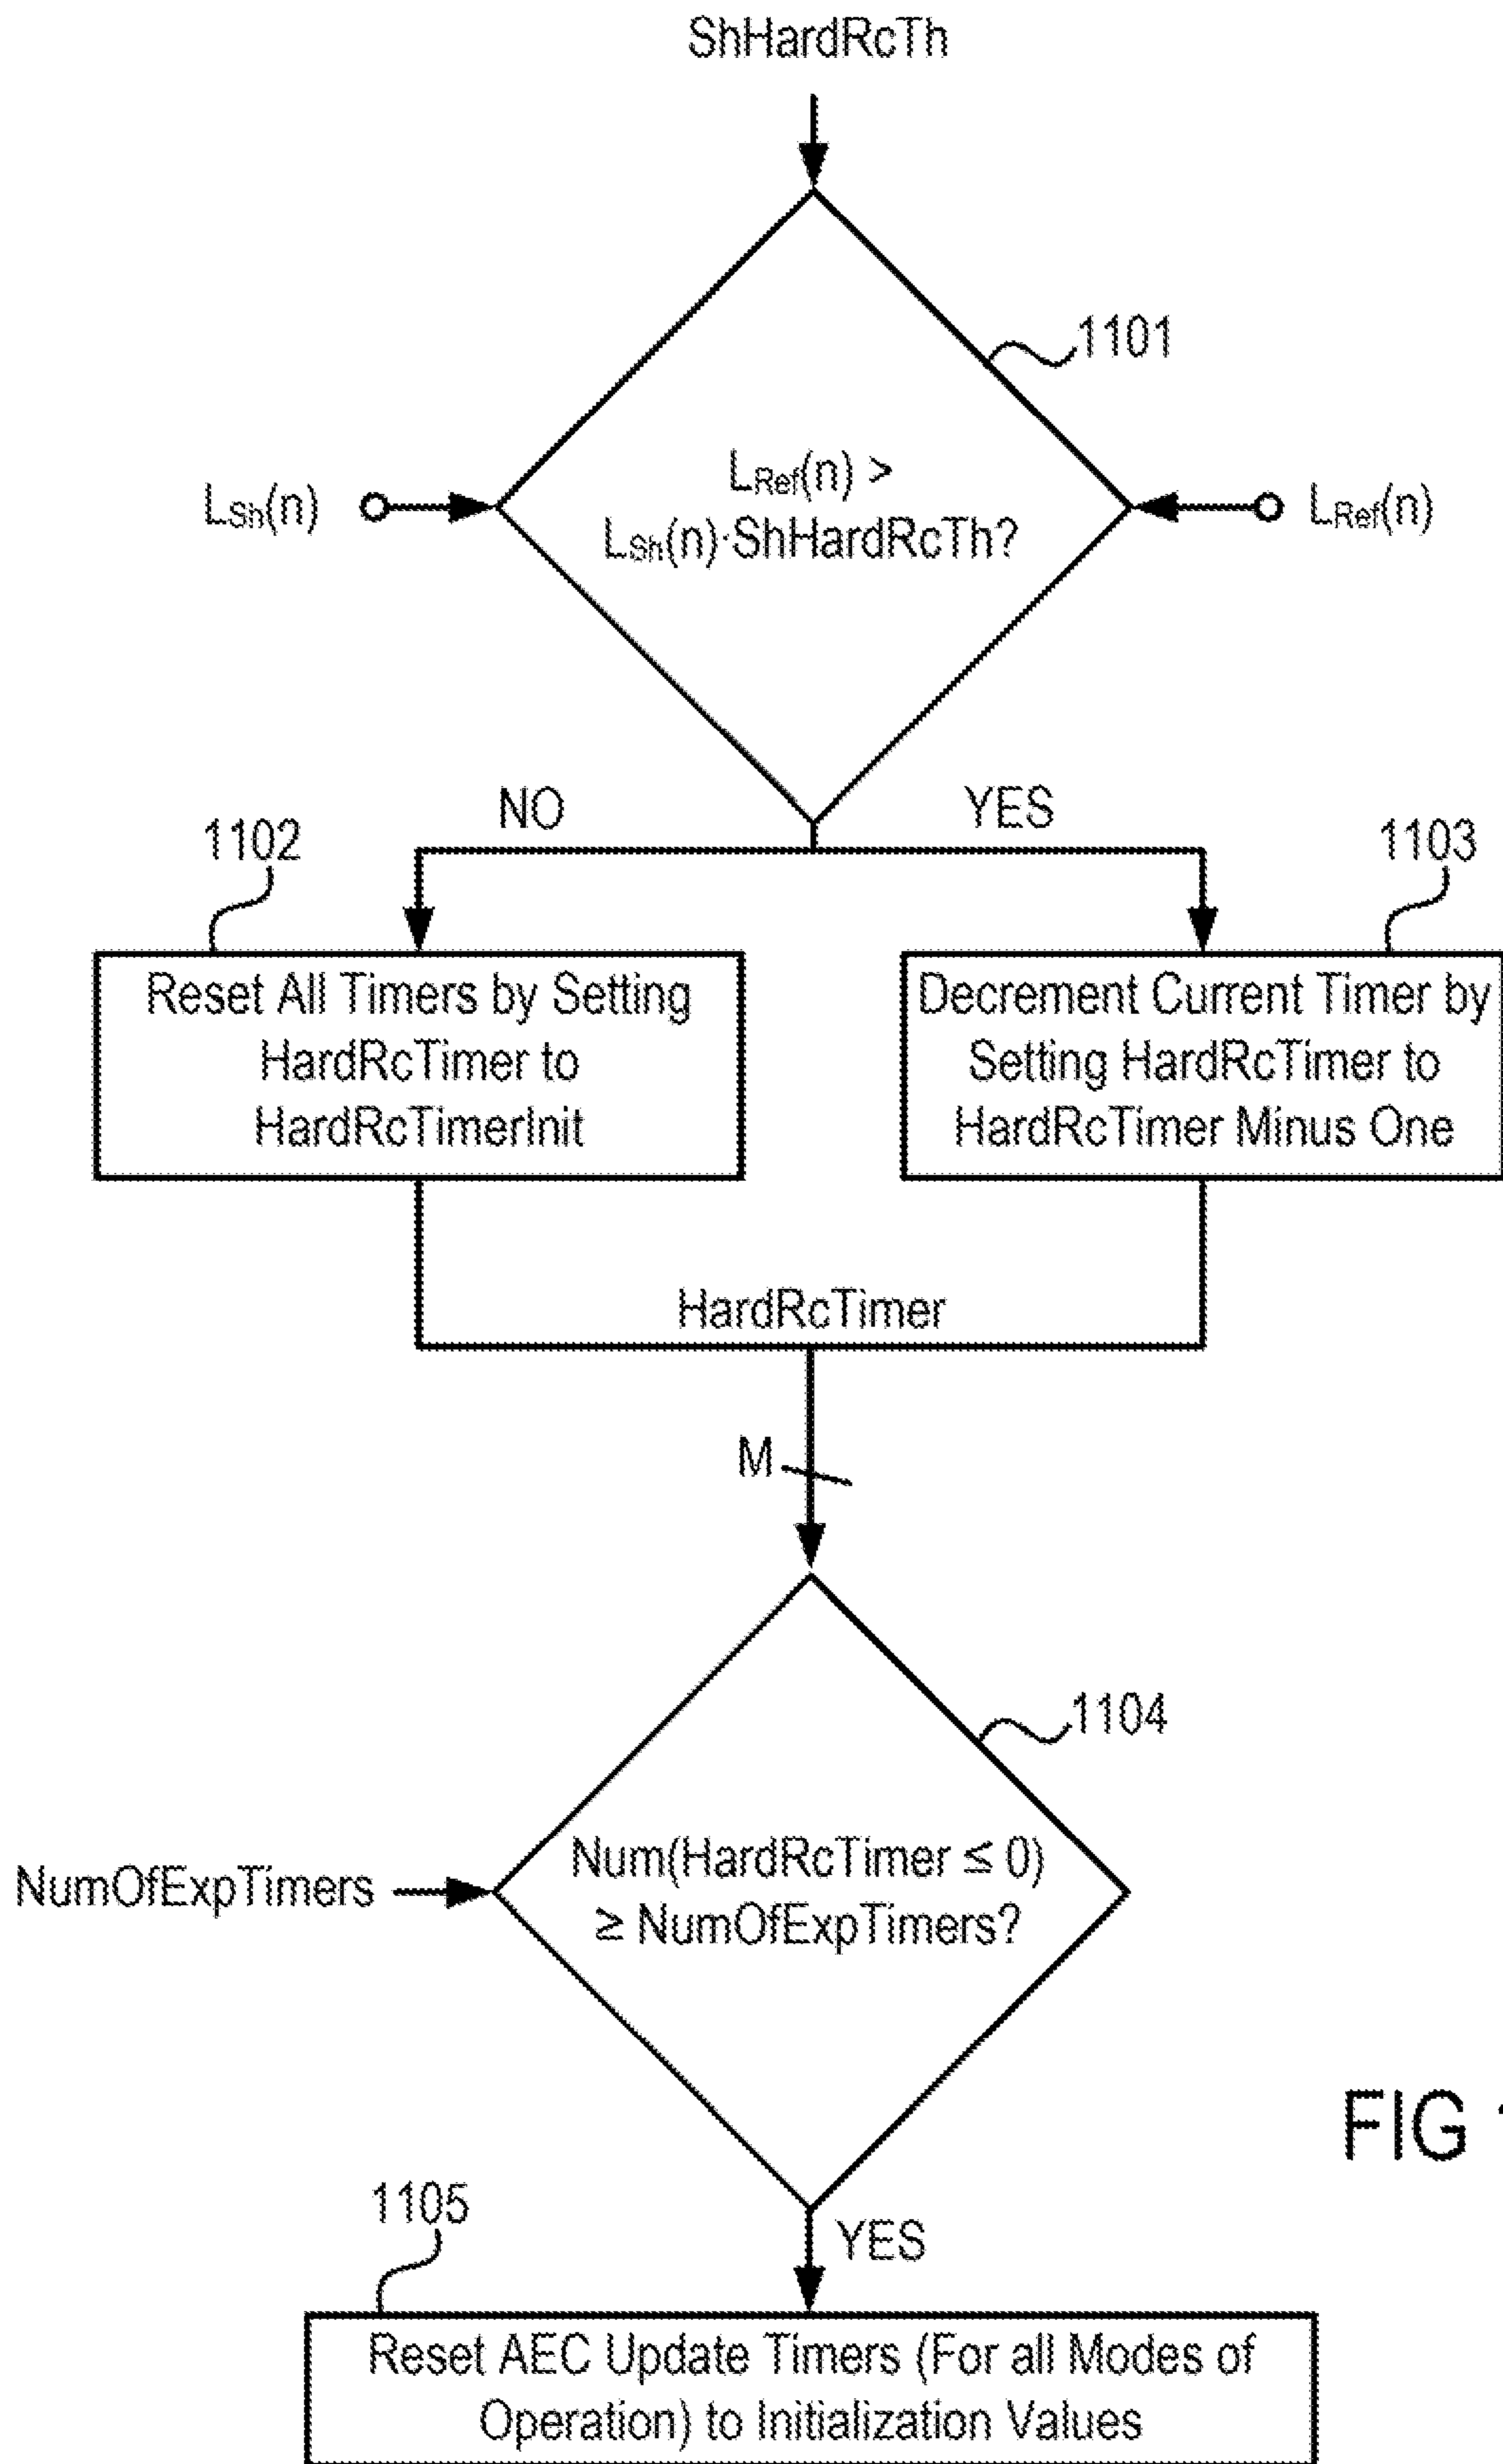 ShHardRcTh
1101
LRef(n) >
LSh(n)·ShHardRcTh?
LSh(n)
LRef(n)
NO
YES
1102
1103
Reset All Timers by Setting
HardRcTimer to
HardRcTimerInit
Decrement Current Timer by
Setting HardRcTimer to
HardRcTimer Minus One
HardRcTimer
M
1104
NumOfExpTimers
Num(HardRcTimer ≤ 0)
≥ NumOfExpTimers?
FIG
1105
YES
Reset AEC Update Timers (For all Modes of
Operation) to Initialization Values